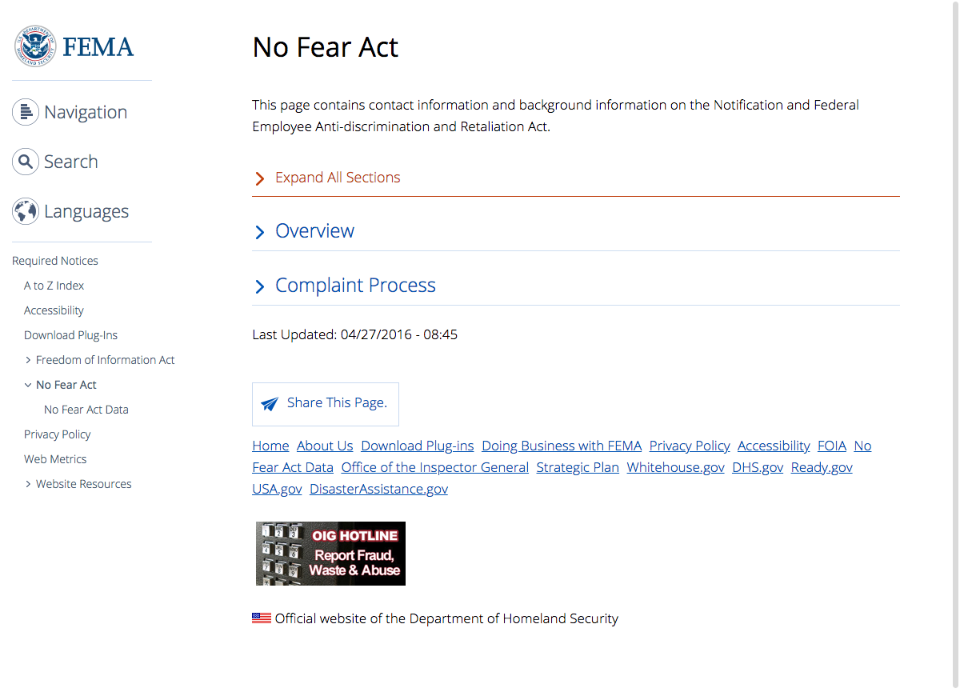 FEMA
Navigation
Search
Languages
Required Notices
A to Z Index
Accessibility
Download Plug-Ins
Freedom of Information Act
No Fear Act
No Fear Act Data
Privacy Policy
Web Metrics
Website Resources
No Fear Act
This page contains contact information and background information on the Notification and Federal
Employee Anti-discrimination and Retaliation Act.
Expand All Sections
Overview
Complaint Process
Last Updated: 04/27/2016 - 08:45
Share This Page.
Home About Us Download Plug-ins Doing Business with FEMA Privacy Policy Accessibility FOIA No
Fear Act Data Office of the Inspector General Strategic Plan Whitehouse.gov DHS.gov Ready.gov
USA.gov DisasterAssistance.gov
OIG HOTLINE
Report Fraud,
Waste & Abuse
Official website of the Department of Homeland Security